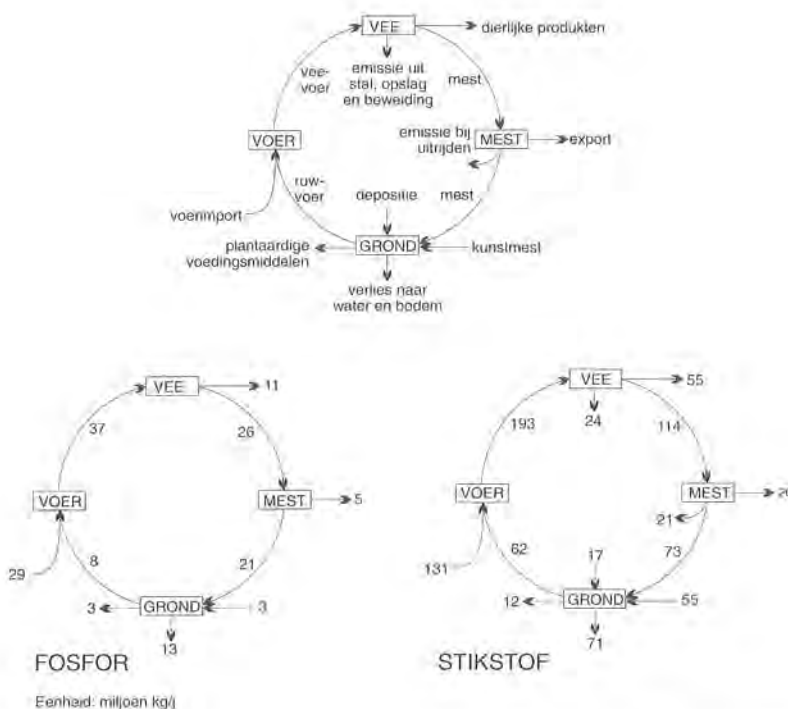 VEE
dierlijke produkten
vee-
voer
emissie uit
stal, opslag
en beweiding
mest
VOER
emissie bij
uitrijden
MEST
export
ruw-
voer
depositie
mest
voerimport
GROND
plantaardige
voedingsmiddelen
kunstmest
verlies naar
water en bodem
VEE
11
37
26
VOER
MEST
5
29
8
21
3
GROND
3
13
FOSFOR
Eenheid: miljoen kg/j
VEE
55
193
24
114
VOER
MEST
21
131
62
17
73
12
GROND
55
71
STIKSTOF